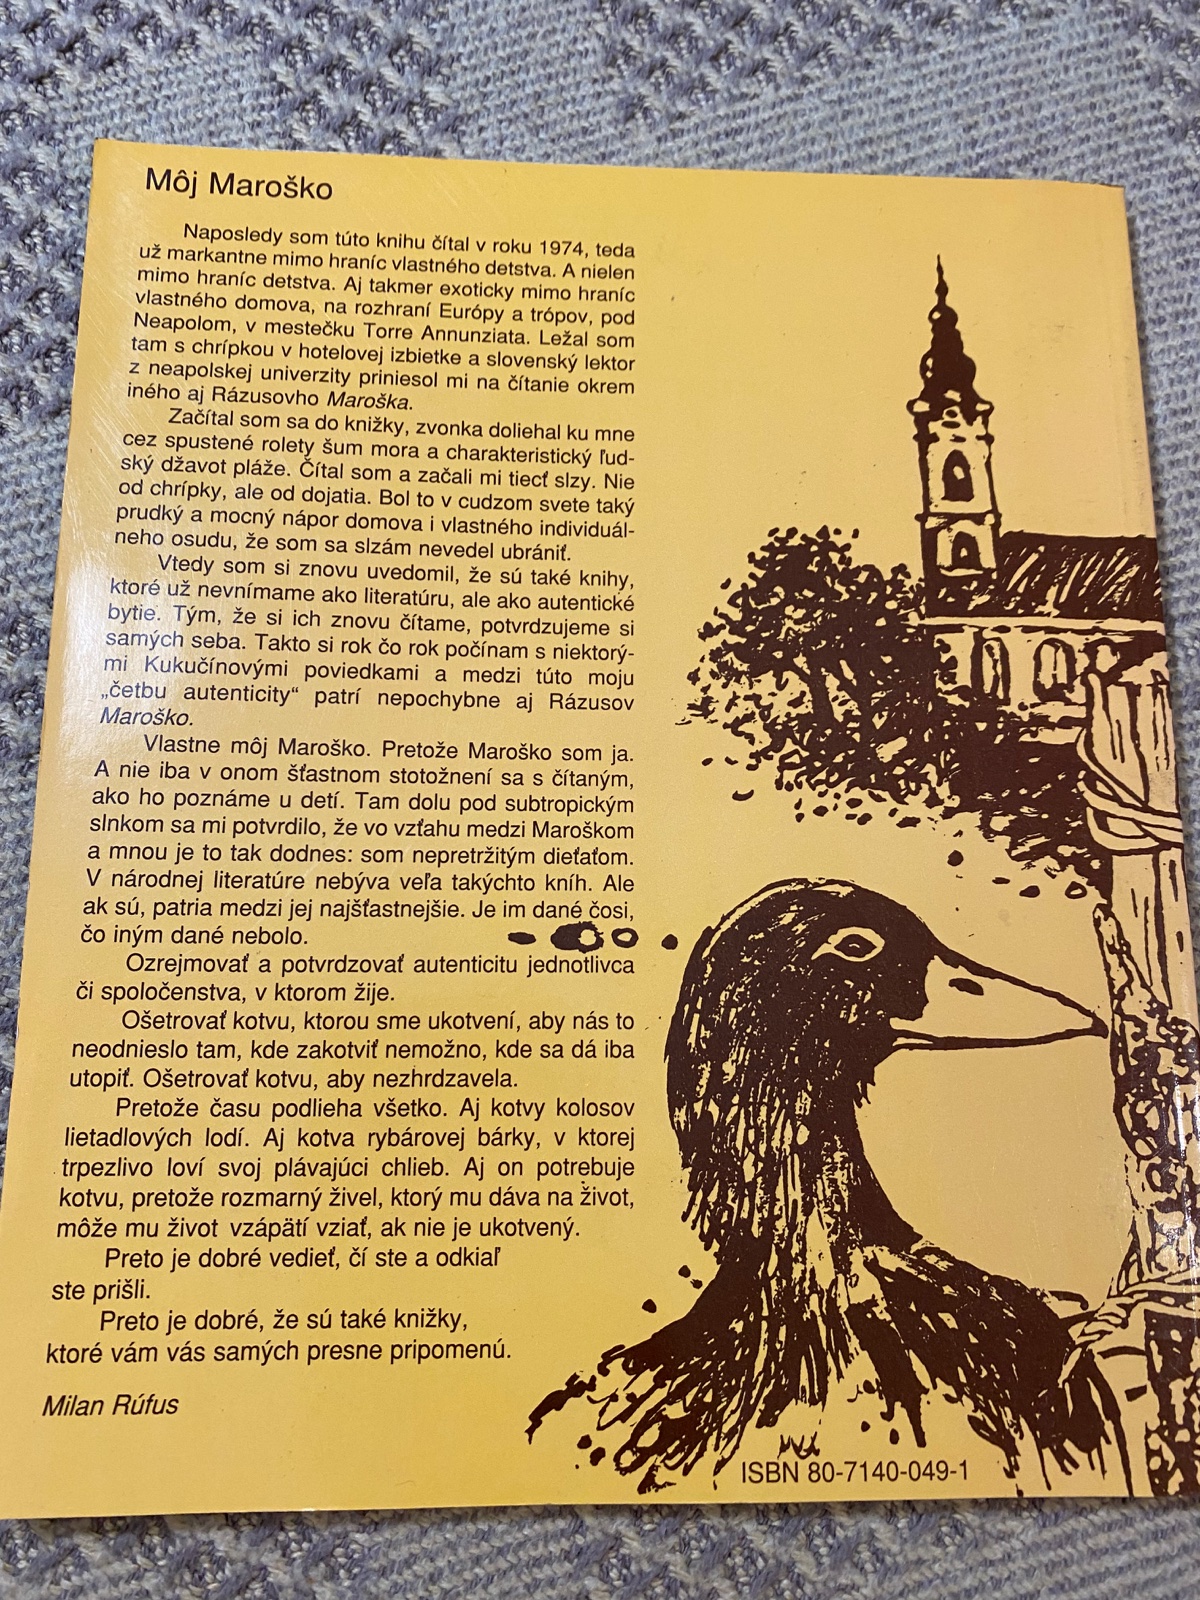 Môj Maroško
Naposledy som túto knihu čítal v roku 1974, teda
už markantne mimo hraníc vlastného detstva. A nielen
mimo hraníc detstva. Aj takmer exoticky mimo hraníc
vlastného domova, na rozhraní Európy a trópov, pod
Neapolom, v mestečku Torre Annunziata. Ležal som
tam s chrípkou v hotelovej izbietke a slovenský lektor
z neapolskej univerzity priniesol mi na čítanie okrem
iného aj Rázusovho Maroška.
Začítal som sa do knižky, zvonka doliehal ku mne
cez spustené rolety šum mora a charakteristický ľud-
ský džavot pláže. Čítal som a začali mi tiecť slzy. Nie
od chrípky, ale od dojatia. Bol to v cudzom svete taký
prudký a mocný nápor domova i vlastného individuál-
neho osudu, že som sa slzám nevedel ubrániť.
Vtedy som si znovu uvedomil, že sú také knihy,
ktoré už nevnímame ako literatúru, ale ako autentické
bytie. Tým, že si ich znovu čítame, potvrdzujeme si
samých seba. Takto si rok čo rok počínam s niektorý-
mi Kukučínovými poviedkami a medzi túto moju
„četbu autenticity“ patrí nepochybne aj Rázusov
Maroško.
Vlastne môj Maroško. Pretože Maroško som ja.
A nie iba v onom šťastnom stotožnení sa s čítaným,
ako ho poznáme u detí. Tam dolu pod subtropickým
slnkom sa mi potvrdilo, že vo vzťahu medzi Maroškom
a mnou je to tak dodnes: som nepretržitým dieťaťom.
V národnej literatúre nebýva veľa takýchto kníh. Ale
ak sú, patria medzi jej najšťastnejšie. Je im dané čosi,
čo iným dané nebolo.
Ozrejmovať a potvrdzovať autenticitu jednotlivca
či spoločenstva, v ktorom žije.
Ošetrovať kotvu, ktorou sme ukotvení, aby nás to
neodnieslo tam, kde zakotviť nemožno, kde sa dá iba
utopiť. Ošetrovať kotvu, aby nezhrdzavela.
Pretože času podlieha všetko. Aj kotvy kolosov
lietadlových lodí. Aj kotva rybárovej bárky, v ktorej
trpezlivo loví svoj plávajúci chlieb. Aj on potrebuje
kotvu, pretože rozmarný živel, ktorý mu dáva na život,
môže mu život vzápätí vziať, ak nie je ukotvený.
Preto je dobré vedieť, čí ste a odkiaľ
ste prišli.
Preto je dobré, že sú také knižky,
ktoré vám vás samých presne pripomenú.
Milan Rúfus
ISBN 80-7140-049-1